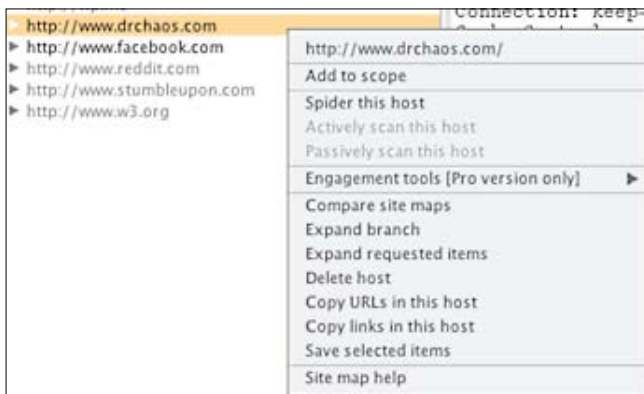 Connection: Keep-
http://www.drchaos.com
http://www.facebook.com
http://www.reddit.com
http://www.stumbleupon.com
http://www.w3.org
http://www.drchaos.com/
Add to scope
Spider this host
Actively scan this host
Passively scan this host
Engagement tools [Pro version only]
Compare site maps
Expand branch
Expand requested items
Delete host
Copy URLs in this host
Copy links in this host
Save selected items
Site map help